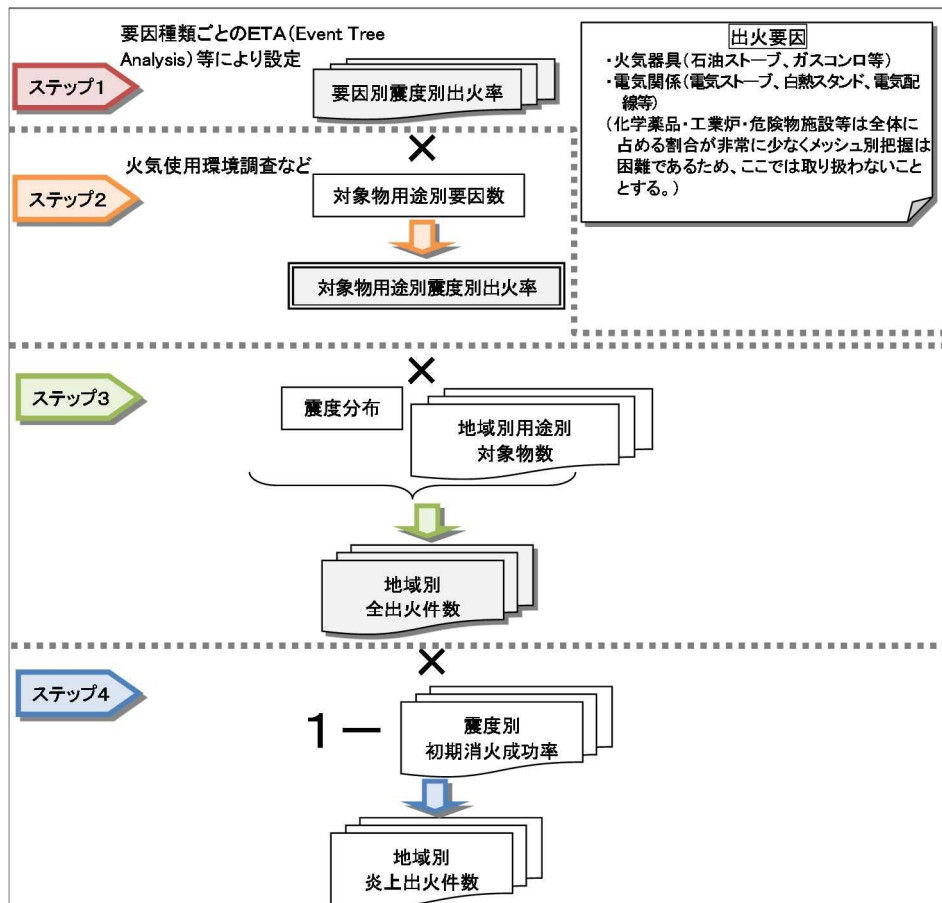 要因種類ごとのETA(Event Tree
Analysis)等により設定
ステップ1
要因別震度別出火率
出火要因
・火気器具(石油ストーブ、ガスコンロ等)
・電気関係(電気ストーブ、白熱スタンド、電気配
線等)
(化学薬品・工業炉・危険物施設等は全体に
占める割合が非常に少なくメッシュ別把握は
困難であるため、ここでは取り扱わないこと
とする。)
×
火気使用環境調査など
ステップ2
対象物用途別要因数
対象物用途別震度別出火率
×
ステップ3
震度分布
地域別用途別
対象物数
地域別
全出火件数
×
ステップ4
1-
震度別
初期消火成功率
地域別
炎上出火件数